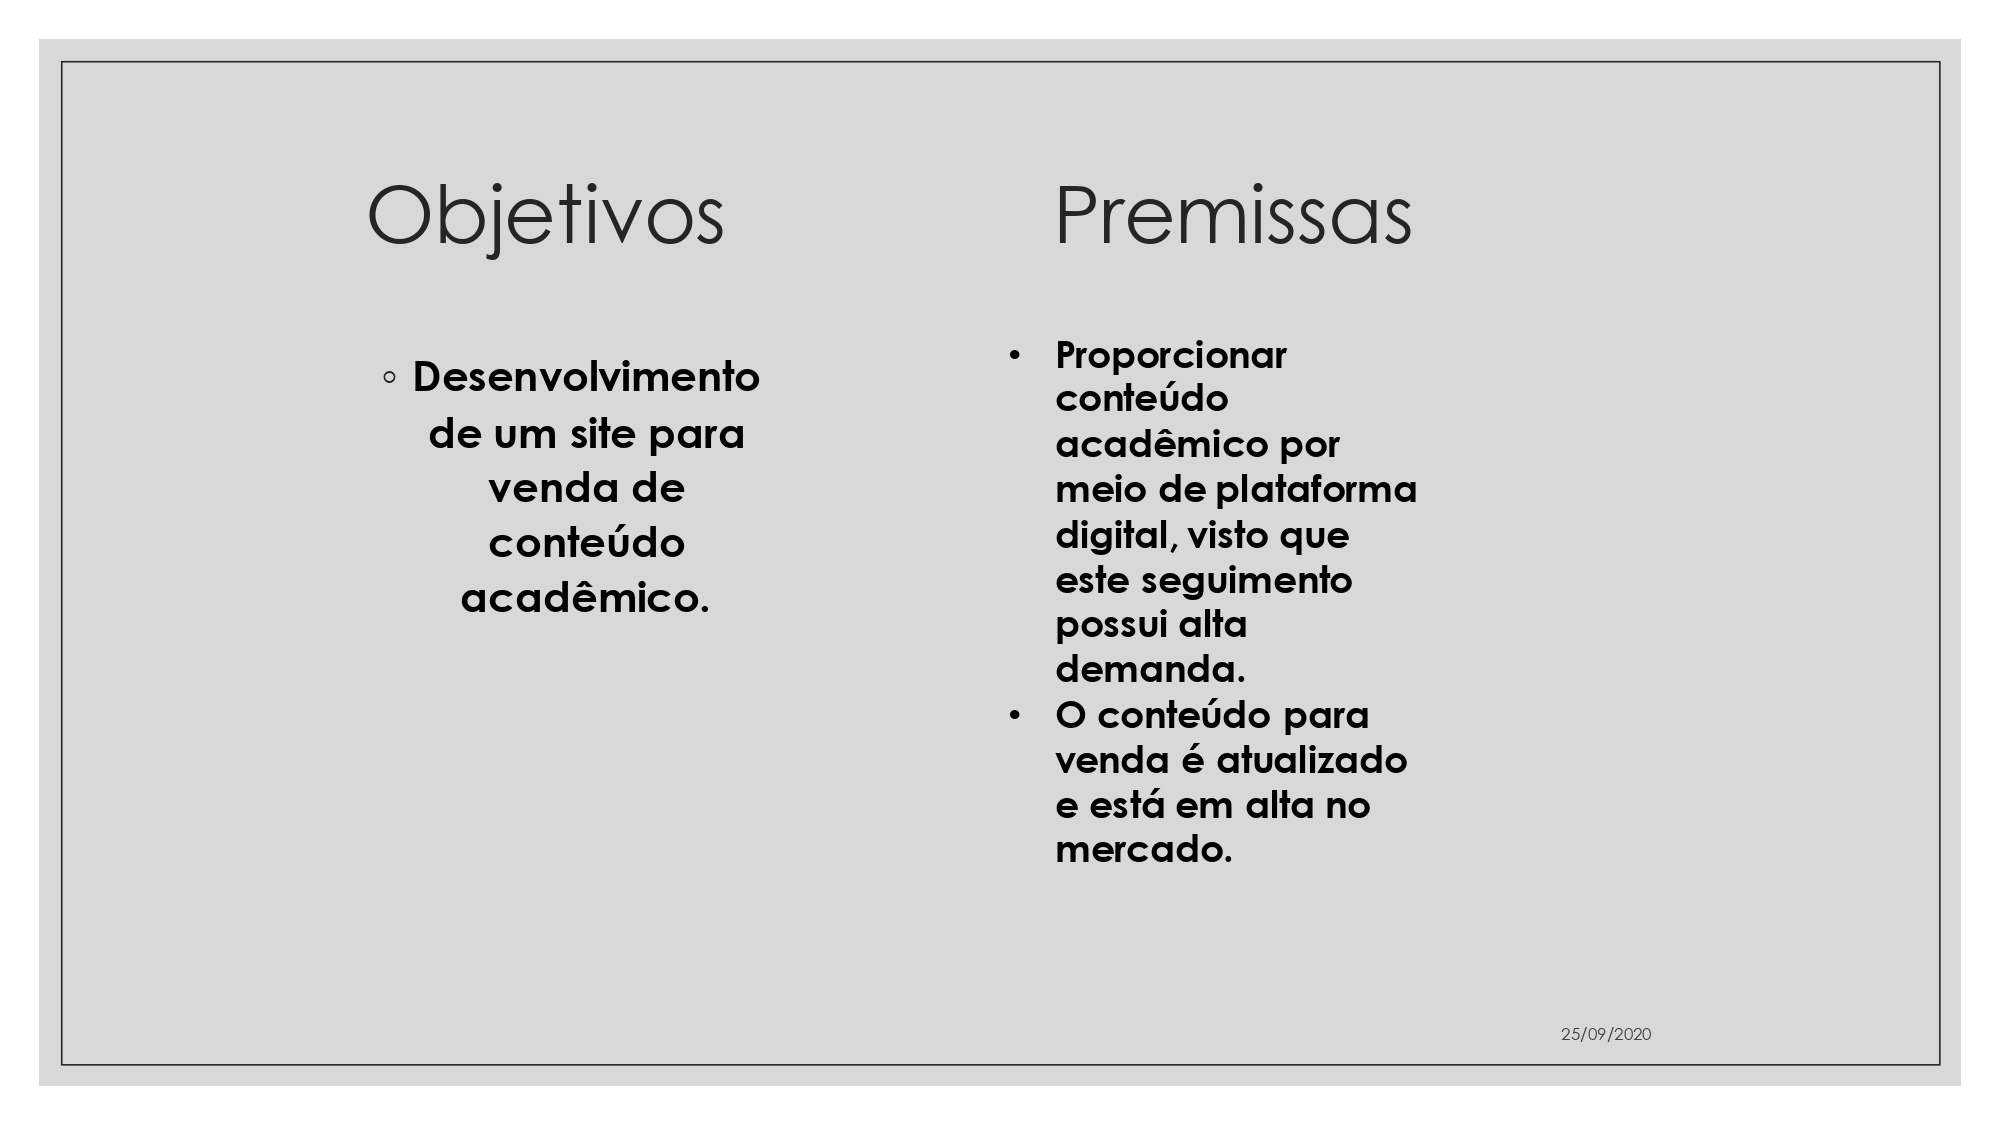 Objetivos
◦ Desenvolvimento
de um site para
venda de
conteúdo
acadêmico.
Premissas
• Proporcionar
conteúdo
acadêmico por
meio de plataforma
digital, visto que
este seguimento
possui alta
demanda.
• O conteúdo para
venda é atualizado
e está em alta no
mercado.
25/09/2020